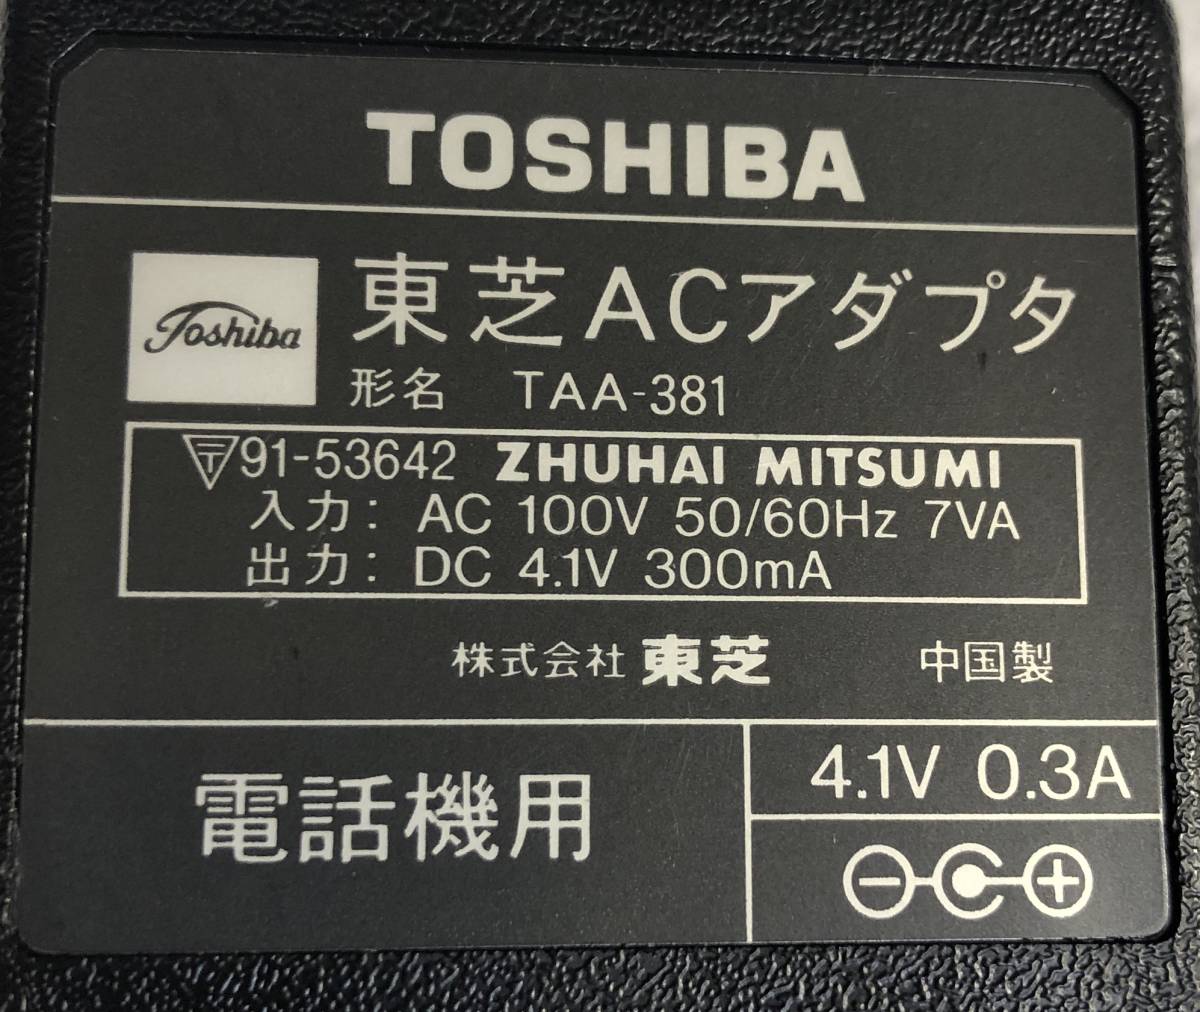 TOSHIBA
Toshiba
東芝ACアダプタ
形名 TAA-381
〒91-53642 ZHUHAI MITSUMI
入力: AC 100V 50/60Hz 7VA
出力: DC 4.1V 300mA
株式会社 東芝 中国製
電話機用
4.1V 0.3A